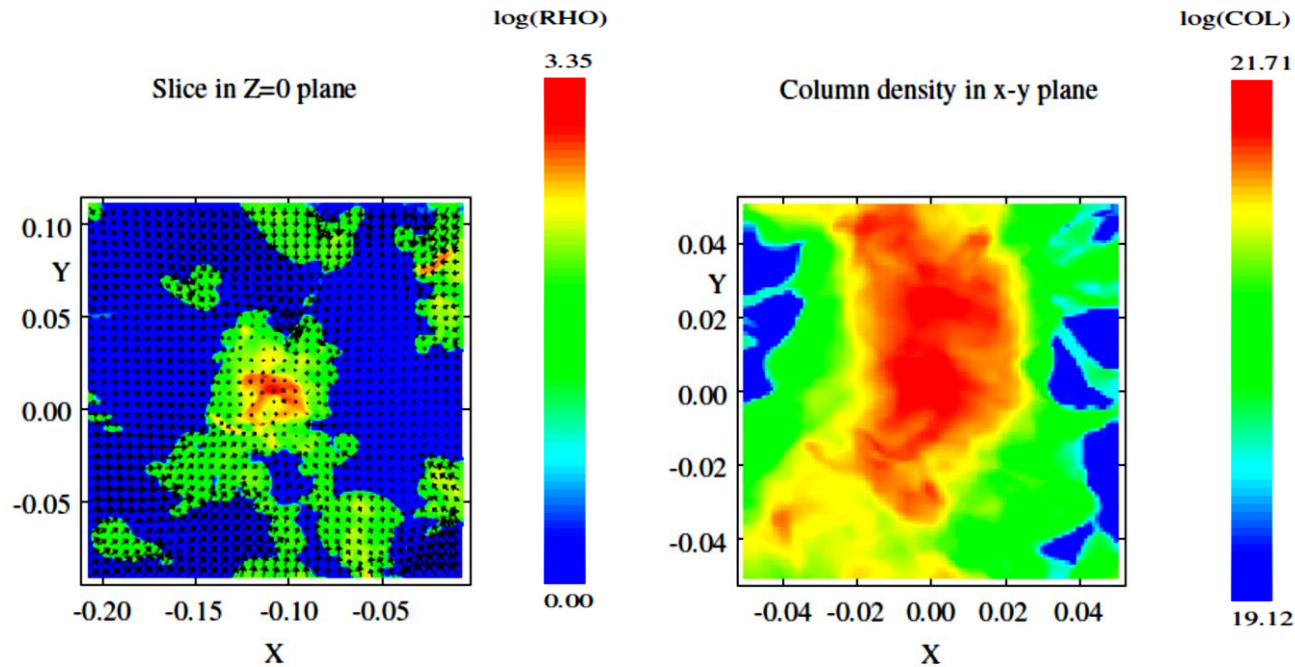 log(RHO)
3.35
Slice in Z=0 plane
0.10
Y
0.05
0.00
-0.05
-0.20
-0.15
-0.10
-0.05
X
0.00
log(COL)
21.71
Column density in x-y plane
0.04
Y
0.02
0.00
-0.02
-0.04
-0.04
-0.02
0.00
0.02
0.04
X
19.12